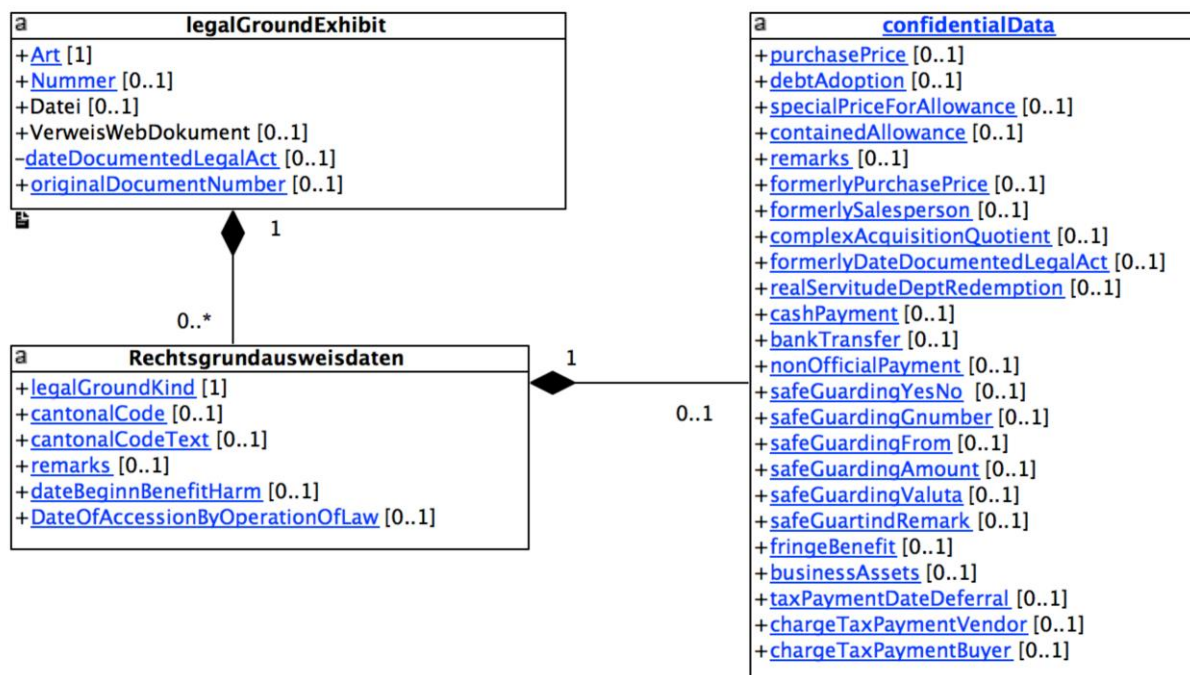 a legalGroundExhibit
+Art [1]
+Nummer [0..1]
+Datei [0..1]
+VerweisWebDokument [0..1]
-dateDocumentedLegalAct [0..1]
+originalDocumentNumber [0..1]
1
0..*
a Rechtsgrundausweisdaten
+legalGroundKind [1]
+cantonalCode [0..1]
+cantonalCodeText [0..1]
+remarks [0..1]
+dateBeginnBenefitHarm [0..1]
+DateOfAccessionByOperationOfLaw [0..1]
1
0..1
a confidentialData
+purchasePrice [0..1]
+debtAdoption [0..1]
+specialPriceForAllowance [0..1]
+containedAllowance [0..1]
+remarks [0..1]
+formerlyPurchasePrice [0..1]
+formerlySalesperson [0..1]
+complexAcquisitionQuotient [0..1]
+formerlyDateDocumentedLegalAct [0..1]
+realServitudeDeptRedemption [0..1]
+cashPayment [0..1]
+bankTransfer [0..1]
+nonOfficialPayment [0..1]
+safeGuardingYesNo [0..1]
+safeGuardingGnumber [0..1]
+safeGuardingFrom [0..1]
+safeGuardingAmount [0..1]
+safeGuardingValuta [0..1]
+safeGuartindRemark [0..1]
+fringeBenefit [0..1]
+businessAssets [0..1]
+taxPaymentDateDeferral [0..1]
+chargeTaxPaymentVendor [0..1]
+chargeTaxPaymentBuyer [0..1]